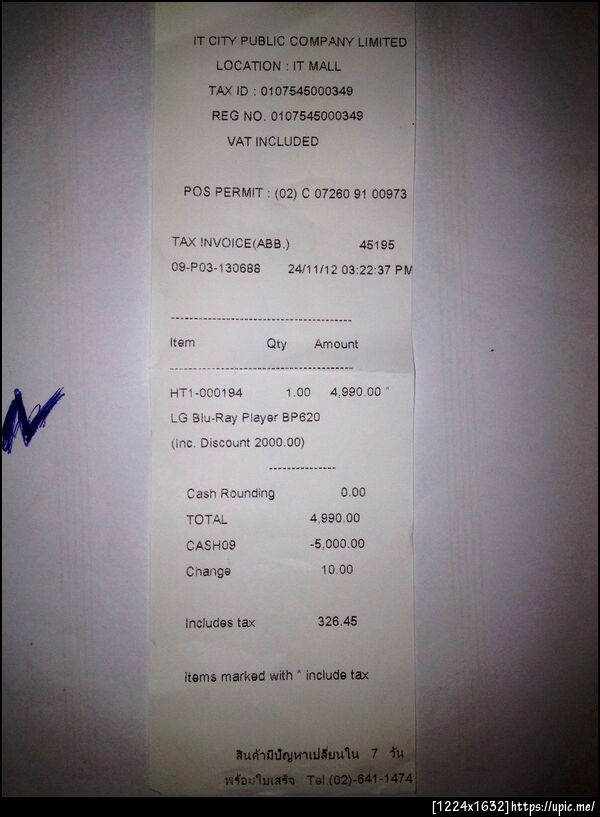 IT CITY PUBLIC COMPANY LIMITED
LOCATION : IT MALL
TAX ID : 0107545000349
REG NO. 0107545000349
VAT INCLUDED
POS PERMIT : (02) C 07260 91 00973
TAX INVOICE(ABB.) 45195
09-P03-130688 24/11/12 03:22:37 PM
--------------------------------------
Item Qty Amount
--------------------------------------
HT1-000194 1.00 4,990.00 *
LG Blu-Ray Player BP620
(Inc. Discount 2000.00)
--------------
Cash Rounding 0.00
TOTAL 4,990.00
CASH09 -5,000.00
Change 10.00
Includes tax 326.45
Items marked with * include tax
สินค้ามีปัญหาเปลี่ยนใน 7 วัน
พร้อมใบเสร็จ Tel.(02)-641-1474
[1224x1632]https://upic.me/